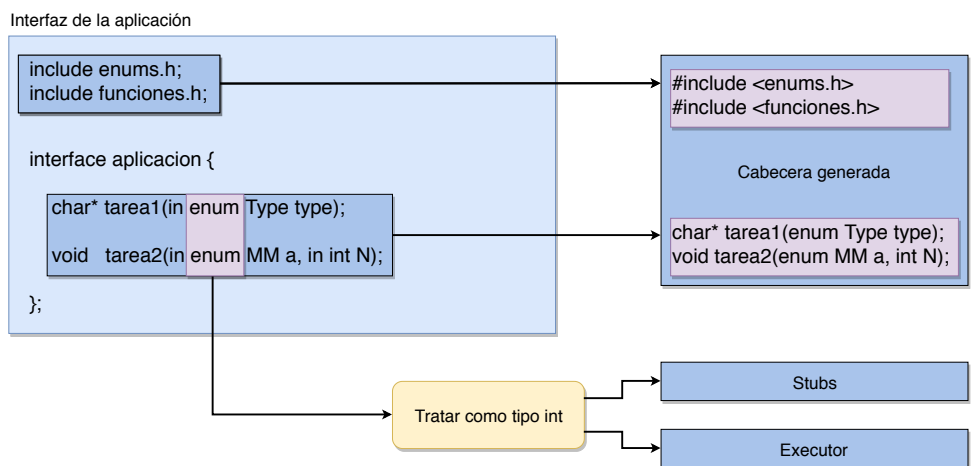 Interfaz de la aplicación
include enums.h;
include funciones.h;
interface aplicacion {
char* tarea1(in enum Type type);
void tarea2(in enum MM a, in int N);
};
#include <enums.h>
#include <funciones.h>
Cabecera generada
char* tarea1(enum Type type);
void tarea2(enum MM a, int N);
Tratar como tipo int
Stubs
Executor